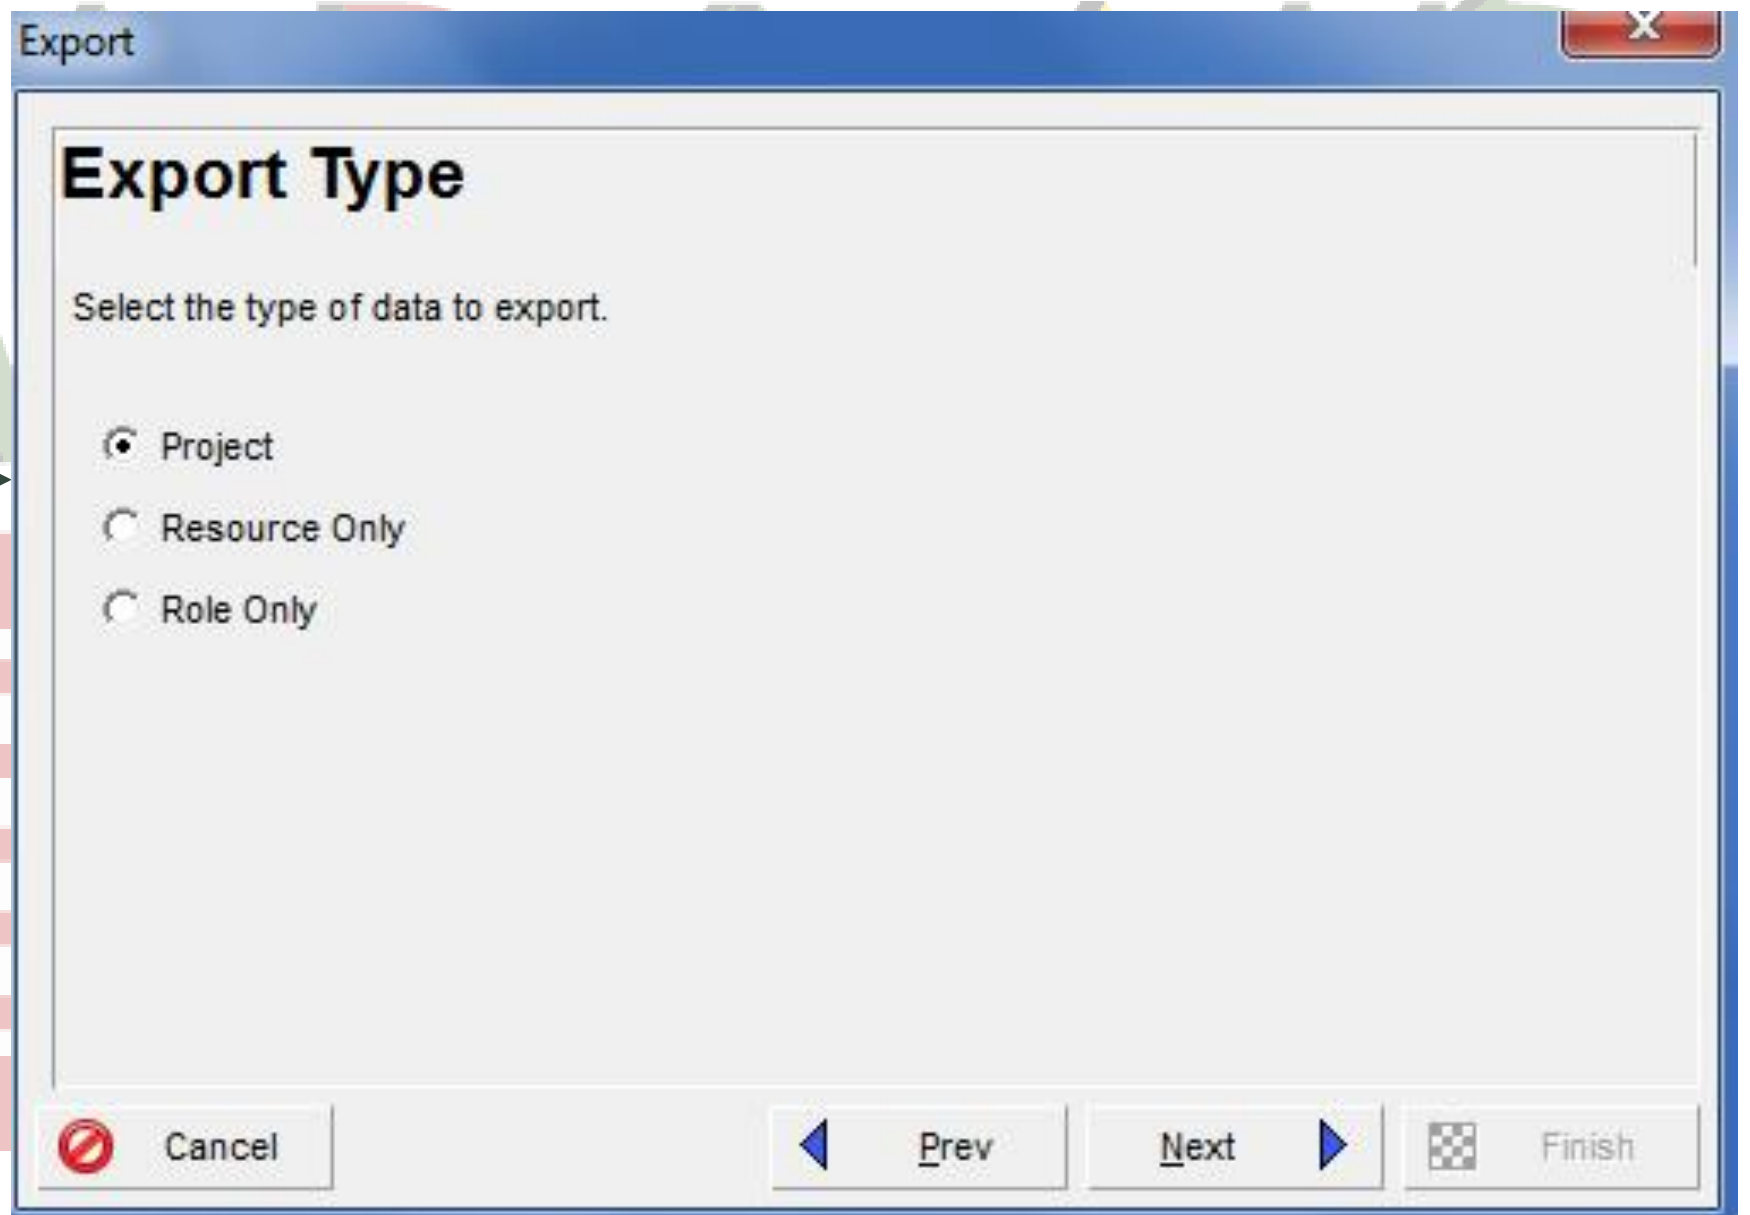 Export
Export Type
Select the type of data to export.
Project
Resource Only
Role Only
Cancel
Prev
Next
Finish